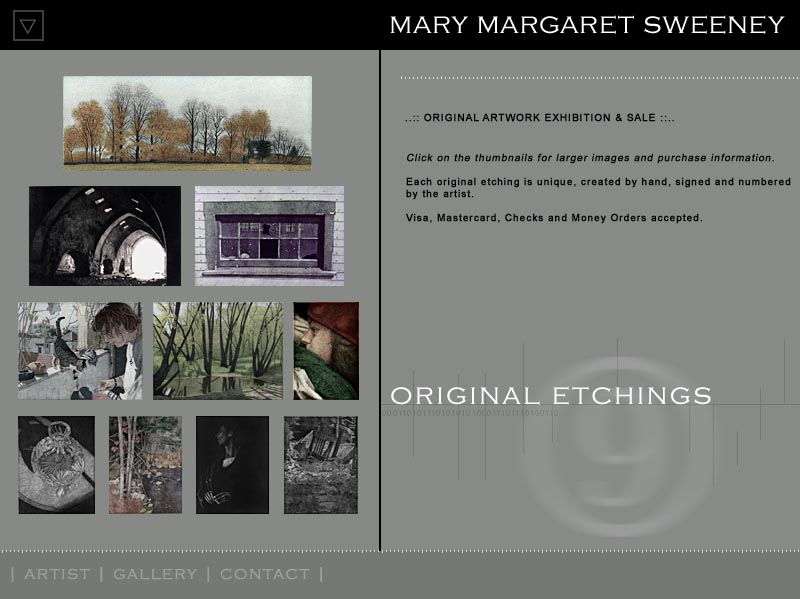 MARY MARGARET SWEENEY
..:: ORIGINAL ARTWORK EXHIBITION & SALE ::..
Click on the thumbnails for larger images and purchase information.
Each original etching is unique, created by hand, signed and numbered
by the artist.
Visa, Mastercard, Checks and Money Orders accepted.
ORIGINAL ETCHINGS
9
| ARTIST | GALLERY | CONTACT |